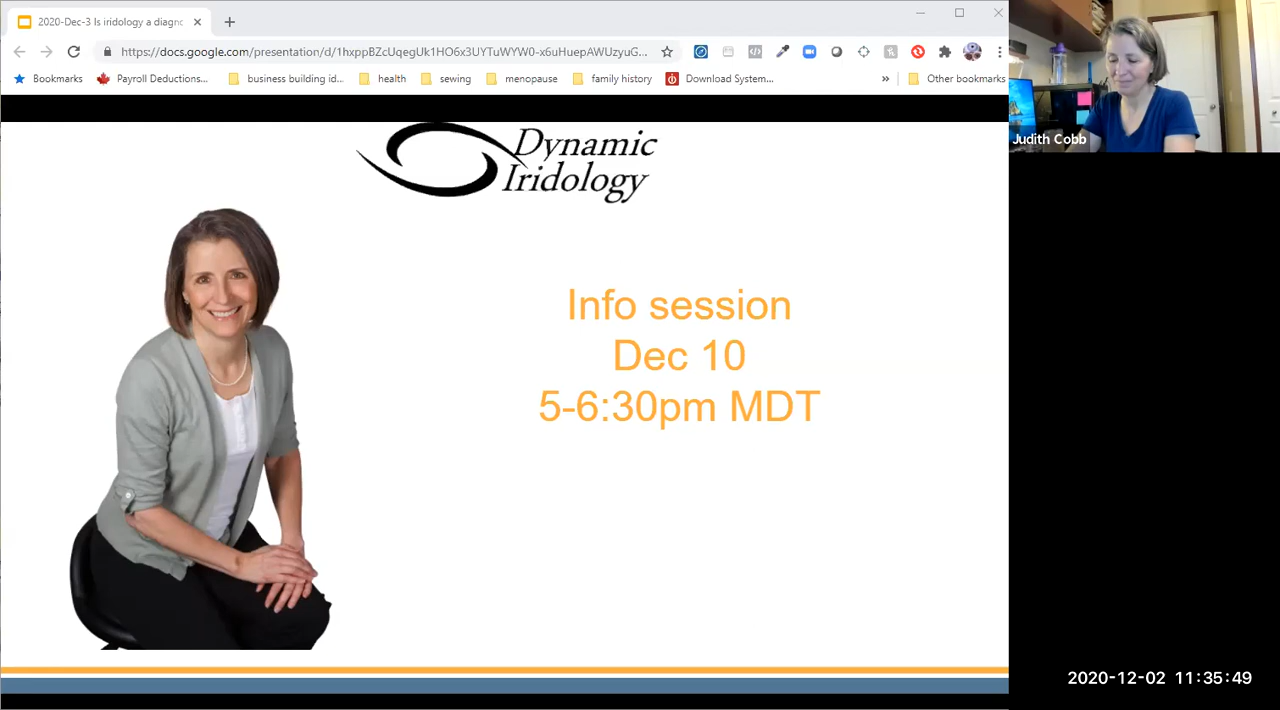 2020-Dec-3 Is iridology a diagno
https://docs.google.com/presentation/d/1hxppBZcUqegUk1HO6x3UYTuWYW0-x6uHuepAWUzyuG...
Bookmarks
Payroll Deductions...
business building id...
health
sewing
menopause
family history
Download System...
»
Other bookmarks
Judith Cobb
Dynamic
Iridology
Info session
Dec 10
5-6:30pm MDT
2020-12-02 11:35:49